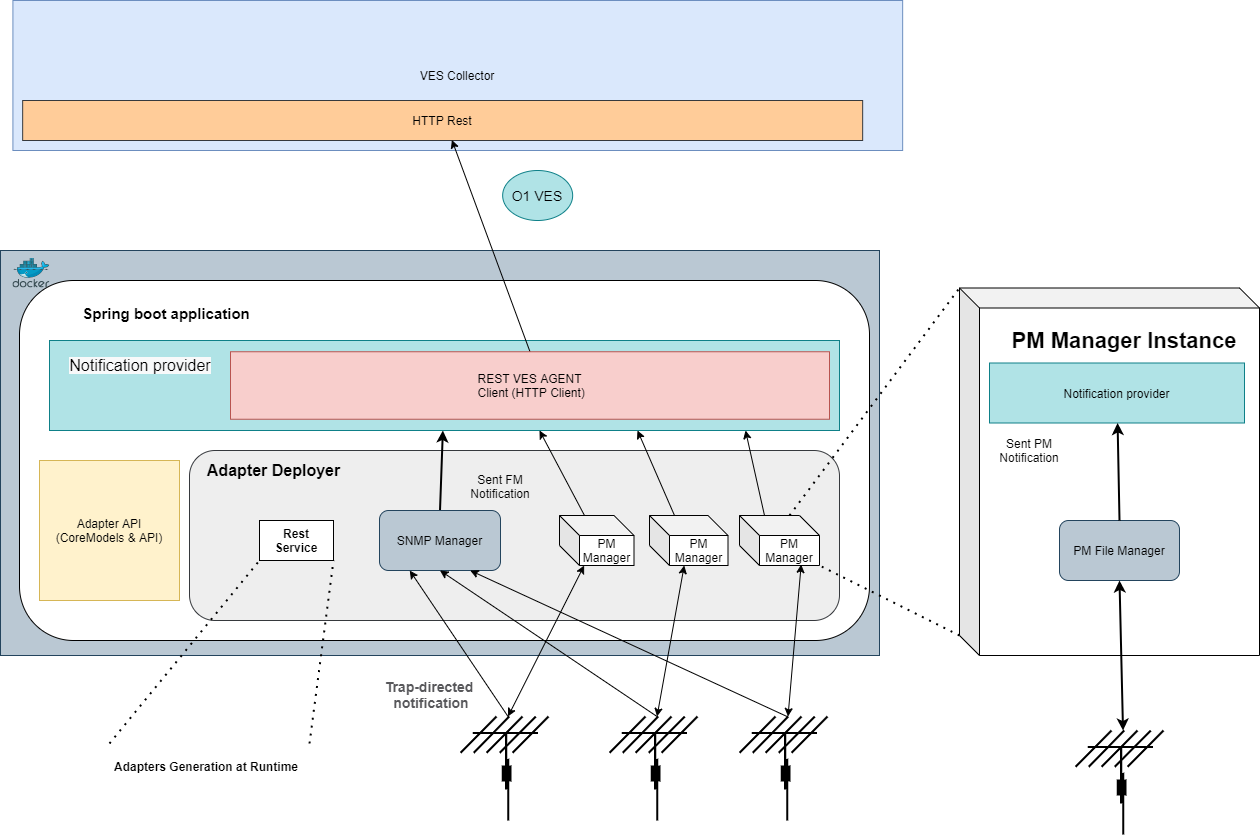 VES Collector
HTTP Rest
O1 VES
docker
Spring boot application
Notification provider
REST VES AGENT
Client (HTTP Client)
Adapter API
(CoreModels & API)
Adapter Deployer
Sent FM
Notification
Rest
Service
SNMP Manager
PM
Manager
PM
Manager
PM
Manager
Trap-directed
notification
Adapters Generation at Runtime
PM Manager Instance
Notification provider
Sent PM
Notification
PM File Manager